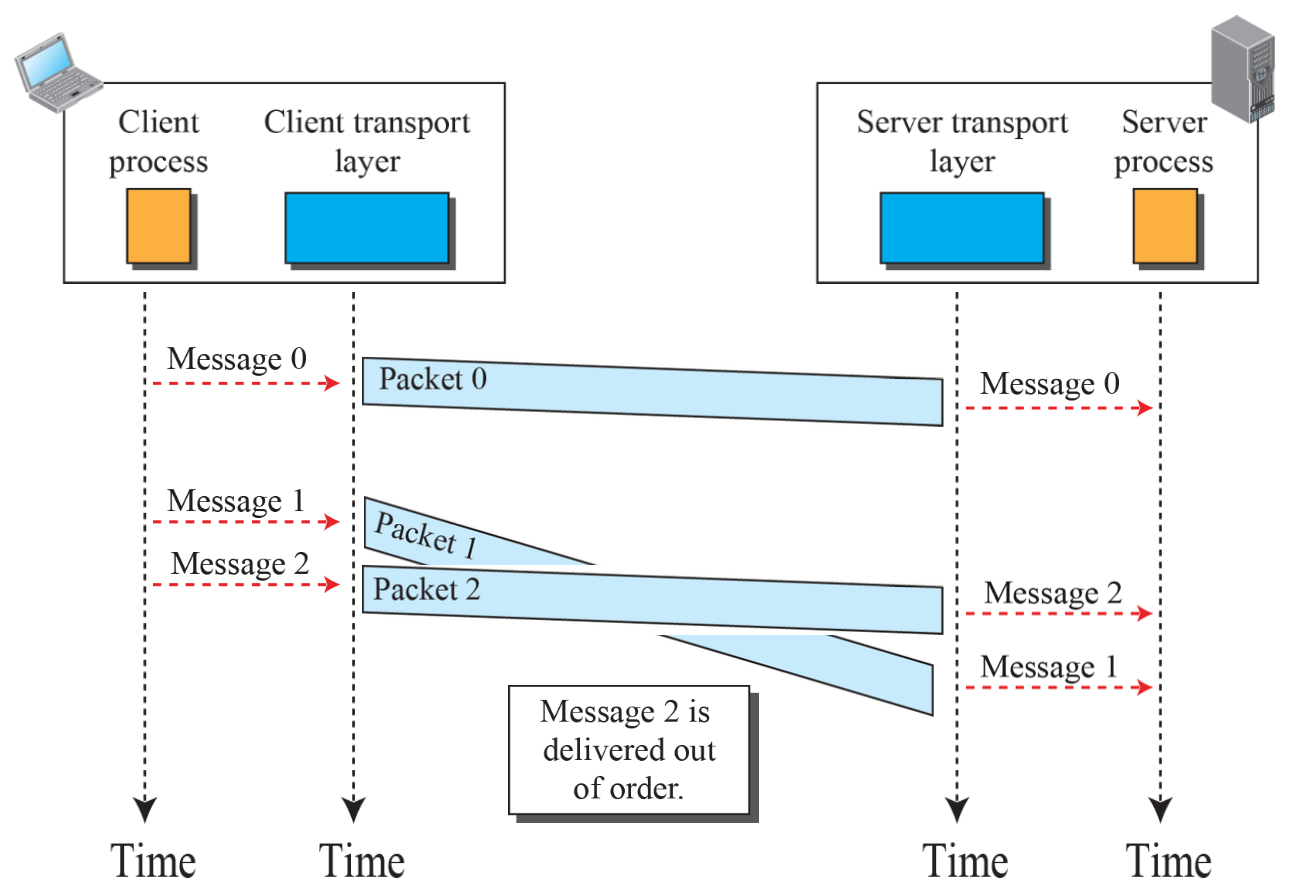 Client
process
Client transport
layer
Server transport
layer
Server
process
Message 0
Packet 0
Message 0
Message 1
Packet 1
Message 2
Packet 2
Message 2
Message 1
Message 2 is
delivered out
of order.
Time
Time
Time
Time